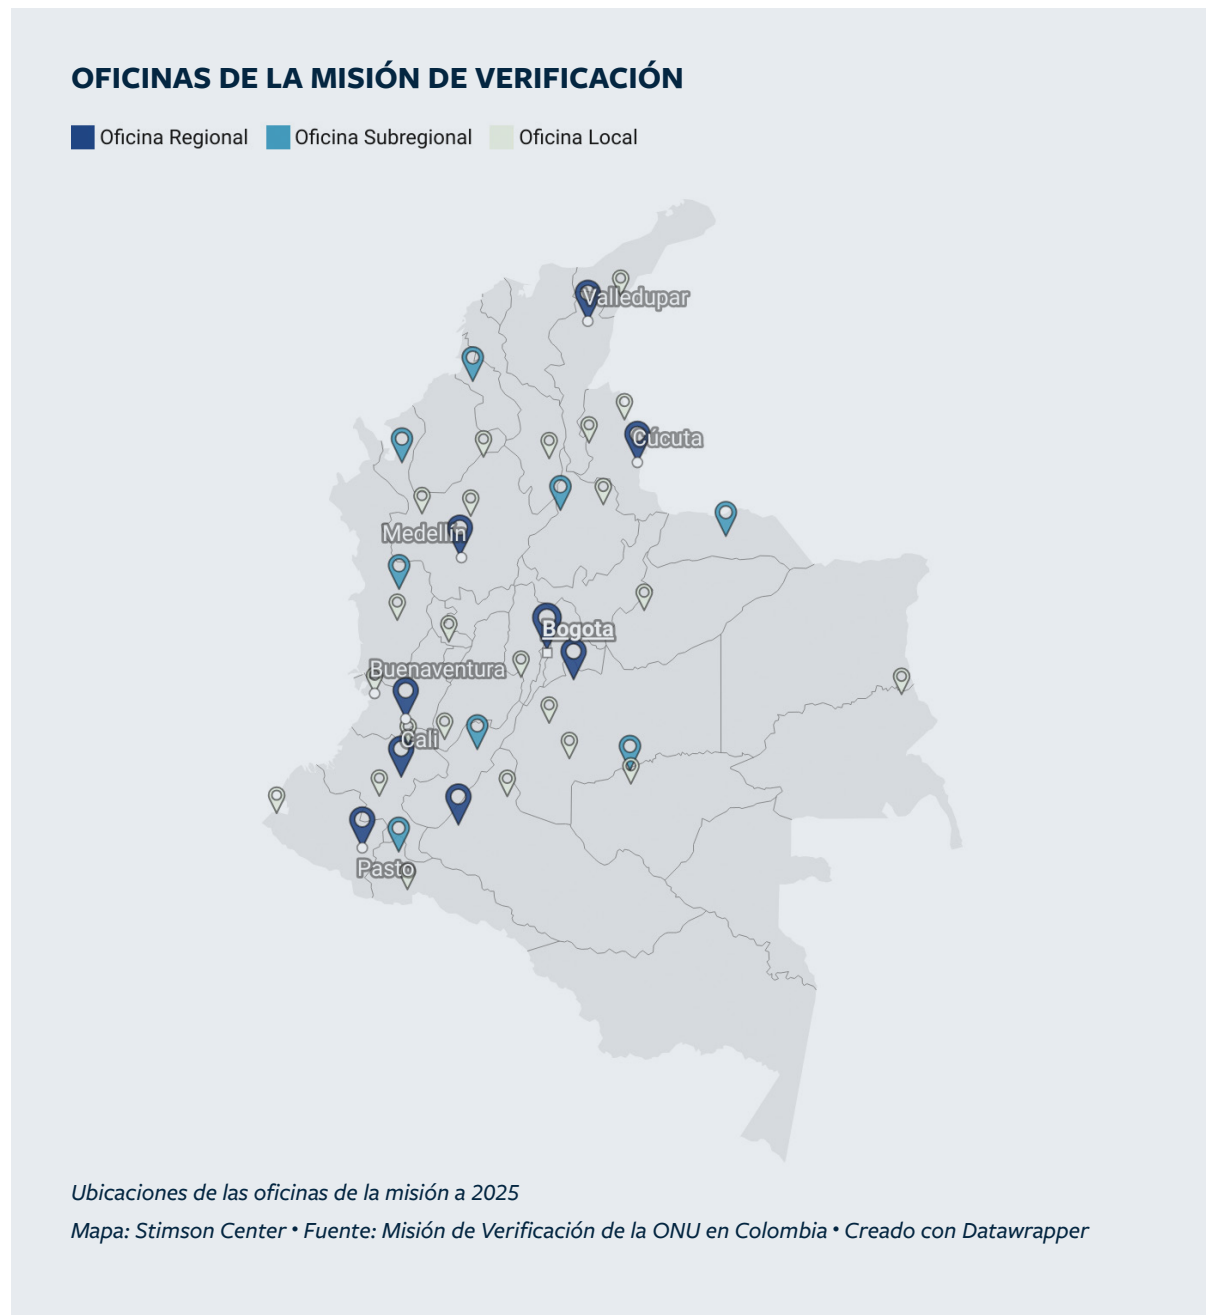 OFICINAS DE LA MISIÓN DE VERIFICACIÓN
Oficina Regional Oficina Subregional Oficina Local
Valledupar
Cúcuta
Medellín
Bogota
Buenaventura
Cali
Pasto
Ubicaciones de las oficinas de la misión a 2025
Mapa: Stimson Center • Fuente: Misión de Verificación de la ONU en Colombia • Creado con Datawrapper